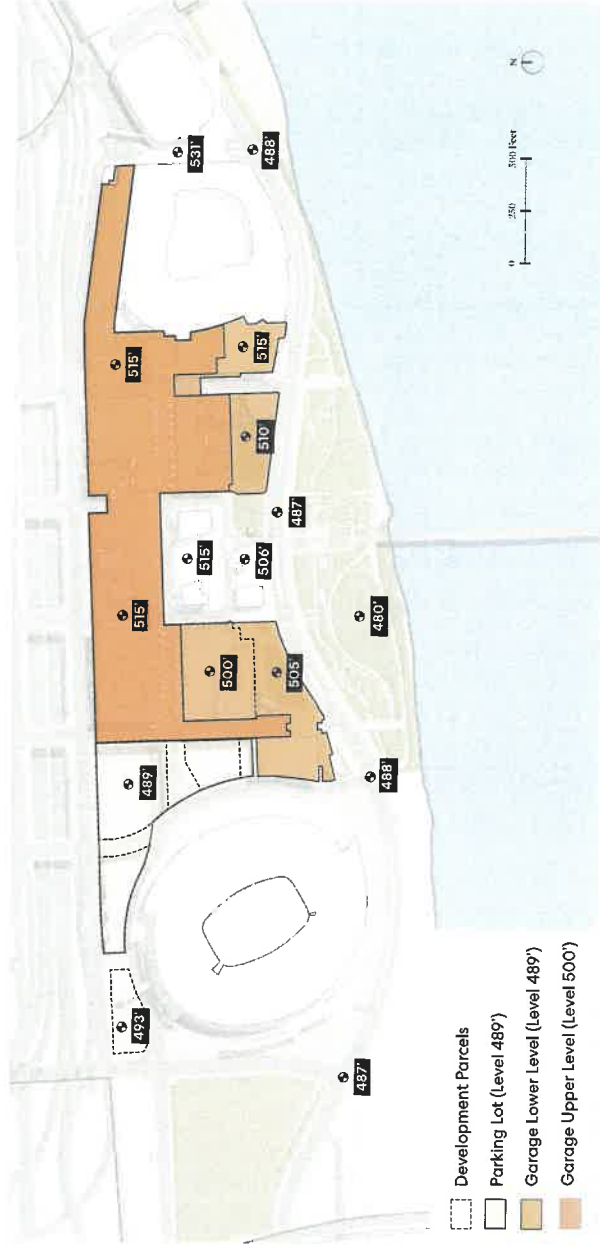 493'
489'
515'
515'
531'
500'
515'
506'
510'
515'
488'
505'
487'
487'
488'
480'
Development Parcels
Parking Lot (Level 489')
Garage Lower Level (Level 489')
Garage Upper Level (Level 500')
0 250 500 Feet
N